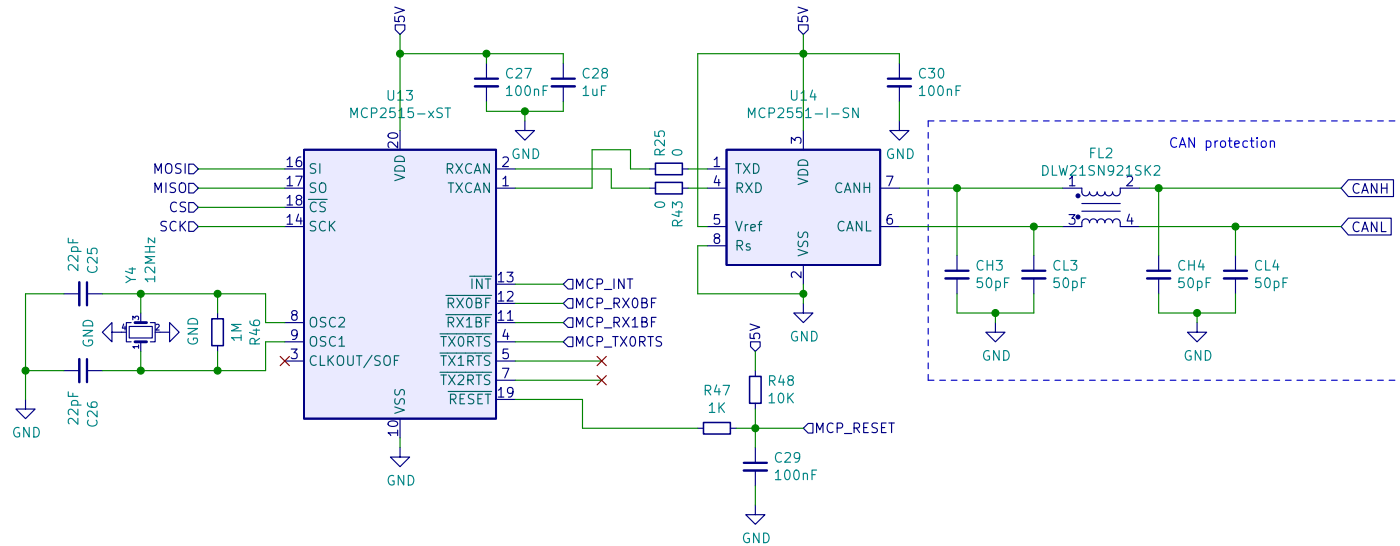 5V
C27
100nF
C28
1uF
GND
U13
MCP2515-xST
20
VDD
MOSI
16
SI
MISO
17
SO
CS
18
CS
SCK
14
SCK
RXCAN
2
TXCAN
1
INT
13
MCP_INT
RX0BF
12
MCP_RX0BF
RX1BF
11
MCP_RX1BF
TX0RTS
4
MCP_TX0RTS
TX1RTS
5
TX2RTS
7
RESET
19
8
OSC2
9
OSC1
3
CLKOUT/SOF
VSS
10
GND
22pF
C25
Y4
12MHz
GND
4
3
2
1
GND
1M
R46
22pF
C26
GND
R25
0
0
R43
5V
C30
100nF
GND
U14
MCP2551-I-SN
3
VDD
1
TXD
4
RXD
5
Vref
8
Rs
CANH
7
CANL
6
VSS
2
GND
5V
R48
10K
R47
1K
MCP_RESET
C29
100nF
GND
CAN protection
FL2
DLW21SN921SK2
1
2
3
4
CH3
50pF
CL3
50pF
GND
CH4
50pF
CL4
50pF
GND
CANH
CANL